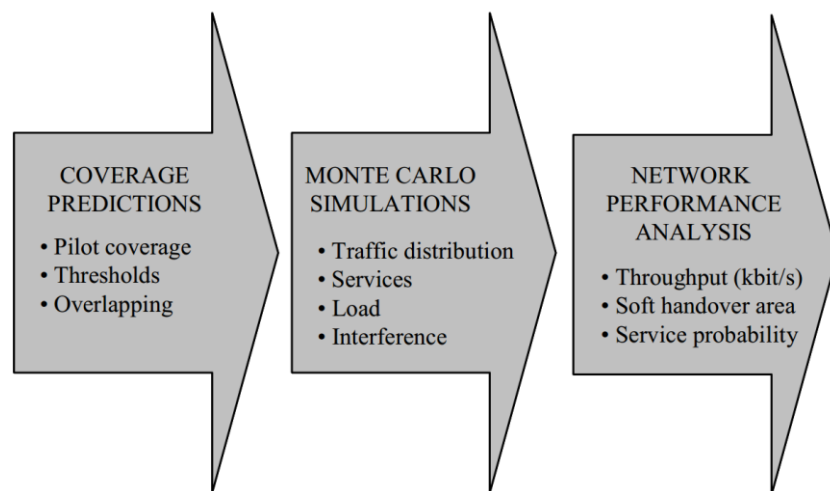 COVERAGE
PREDICTIONS
• Pilot coverage
• Thresholds
• Overlapping
MONTE CARLO
SIMULATIONS
• Traffic distribution
• Services
• Load
• Interference
NETWORK
PERFORMANCE
ANALYSIS
• Throughput (kbit/s)
• Soft handover area
• Service probability